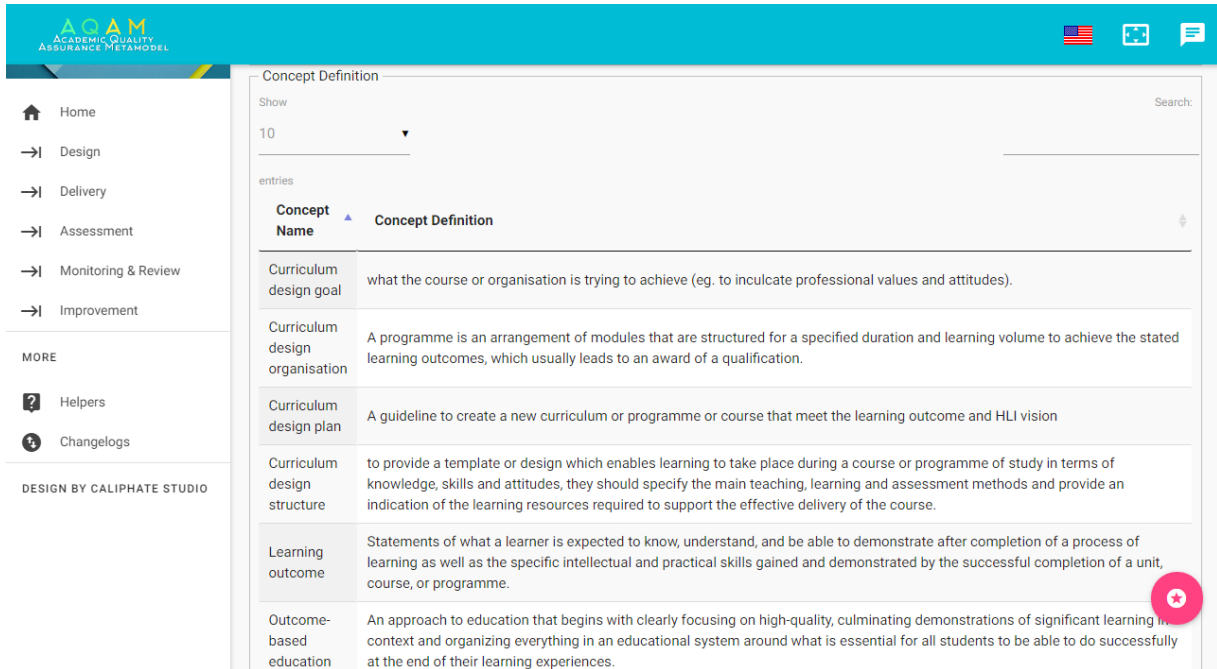 AQAM
ACADEMIC QUALITY
ASSURANCE METAMODEL
Home
Design
Delivery
Assessment
Monitoring & Review
Improvement
MORE
Helpers
Changelogs
DESIGN BY CALIPHATE STUDIO
Concept Definition
Show
Search:
10
entries
Concept
Name
Concept Definition
Curriculum
design goal
what the course or organisation is trying to achieve (eg. to inculcate professional values and attitudes).
Curriculum
design
organisation
A programme is an arrangement of modules that are structured for a specified duration and learning volume to achieve the stated
learning outcomes, which usually leads to an award of a qualification.
Curriculum
design plan
A guideline to create a new curriculum or programme or course that meet the learning outcome and HLI vision
Curriculum
design
structure
to provide a template or design which enables learning to take place during a course or programme of study in terms of
knowledge, skills and attitudes, they should specify the main teaching, learning and assessment methods and provide an
indication of the learning resources required to support the effective delivery of the course.
Learning
outcome
Statements of what a learner is expected to know, understand, and be able to demonstrate after completion of a process of
learning as well as the specific intellectual and practical skills gained and demonstrated by the successful completion of a unit,
course, or programme.
Outcome-
based
education
An approach to education that begins with clearly focusing on high-quality, culminating demonstrations of significant learning in
context and organizing everything in an educational system around what is essential for all students to be able to do successfully
at the end of their learning experiences.